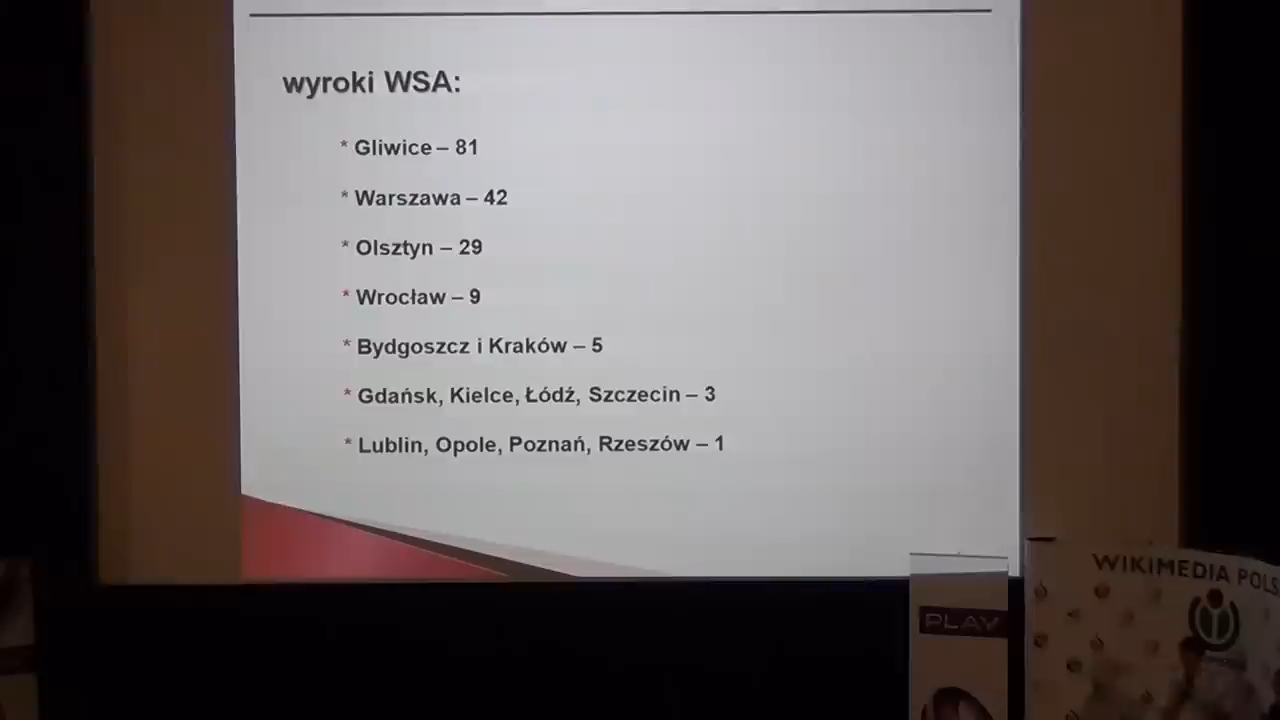 wyroki WSA:
* Gliwice – 81
* Warszawa – 42
* Olsztyn – 29
* Wrocław – 9
* Bydgoszcz i Kraków – 5
* Gdańsk, Kielce, Łódź, Szczecin – 3
* Lublin, Opole, Poznań, Rzeszów – 1
PLAY
WIKIMEDIA POLS